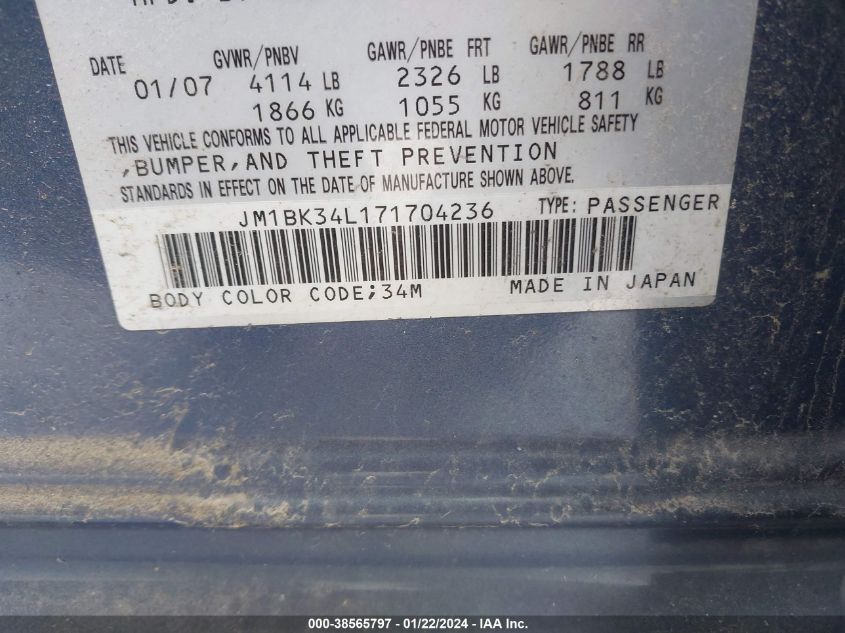 DATE GVWR/PNBV GAWR/PNBE FRT GAWR/PNBE RR
01/07 4114 LB 2326 LB 1788 LB
1866 KG 1055 KG 811 KG
THIS VEHICLE CONFORMS TO ALL APPLICABLE FEDERAL MOTOR VEHICLE SAFETY
,BUMPER,AND THEFT PREVENTION
STANDARDS IN EFFECT ON THE DATE OF MANUFACTURE SHOWN ABOVE.
JM1BK34L171704236 TYPE: PASSENGER
BODY COLOR CODE;34M MADE IN JAPAN
000-38565797 - 01/22/2024 - IAA Inc.